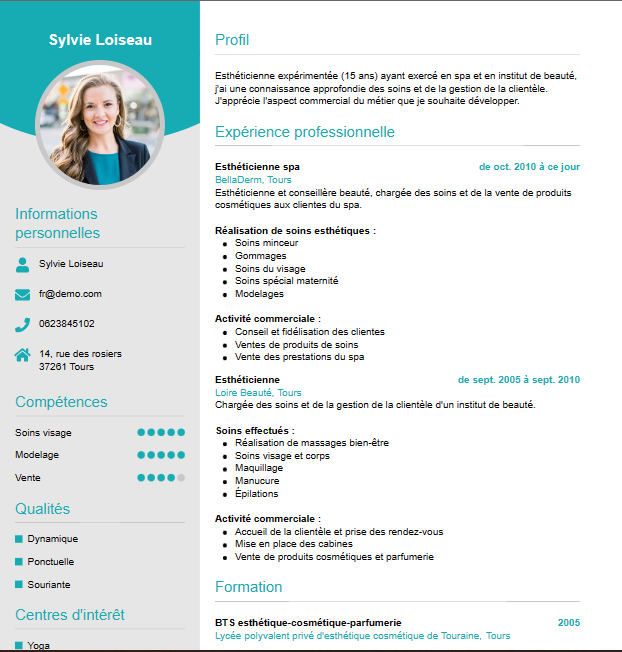 Sylvie Loiseau
Informations
personnelles
Sylvie Loiseau
fr@demo.com
0623845102
14, rue des rosiers
37261 Tours
Compétences
Soins visage
Modelage
Vente
Qualités
Dynamique
Ponctuelle
Souriante
Centres d'intérêt
Yoga
Profil
Esthéticienne expérimentée (15 ans) ayant exercé en spa et en institut de beauté,
j'ai une connaissance approfondie des soins et de la gestion de la clientèle.
J'apprécie l'aspect commercial du métier que je souhaite développer.
Expérience professionnelle
Esthéticienne spa de oct. 2010 à ce jour
BellaDerm, Tours
Esthéticienne et conseillère beauté, chargée des soins et de la vente de produits
cosmétiques aux clientes du spa.
Réalisation de soins esthétiques :
Soins minceur
Gommages
Soins du visage
Soins spécial maternité
Modelages
Activité commerciale :
Conseil et fidélisation des clientes
Ventes de produits de soins
Vente des prestations du spa
Esthéticienne de sept. 2005 à sept. 2010
Loire Beauté, Tours
Chargée des soins et de la gestion de la clientèle d'un institut de beauté.
Soins effectués :
Réalisation de massages bien-être
Soins visage et corps
Maquillage
Manucure
Épilations
Activité commerciale :
Accueil de la clientèle et prise des rendez-vous
Mise en place des cabines
Vente de produits cosmétiques et parfumerie
Formation
BTS esthétique-cosmétique-parfumerie 2005
Lycée polyvalent privé d'esthétique cosmétique de Touraine, Tours